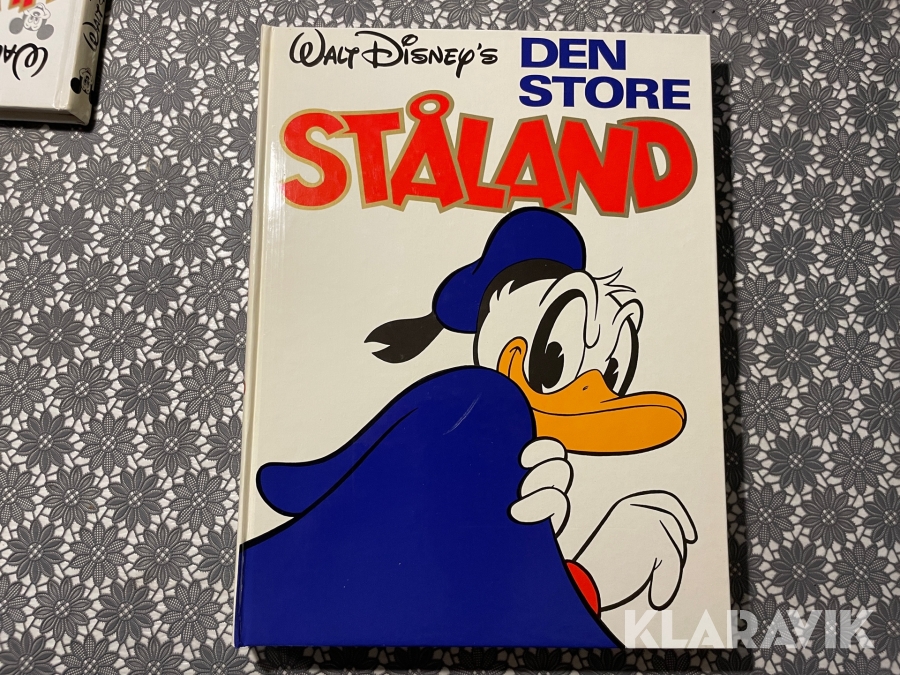 WALT DISNEY'S
DEN
STORE
STÅLAND
KLARAVIK